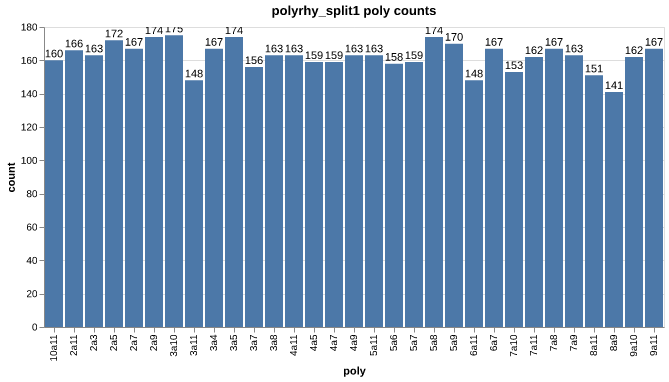 polyrhy_split1 poly counts
180
160
140
120
100
80
60
40
20
0
count
160 166 163 172 167 174 175 148 167 174 156 163 163 159 159 163 163 158 159 174 170 148 167 153 162 167 163 151 141 162 167
10a11 2a11 2a3 2a5 2a7 2a9 3a10 3a11 3a4 3a5 3a7 3a8 4a11 4a5 4a7 4a9 5a11 5a6 5a7 5a8 5a9 6a11 6a7 7a10 7a11 7a8 7a9 8a11 8a9 9a10 9a11
poly